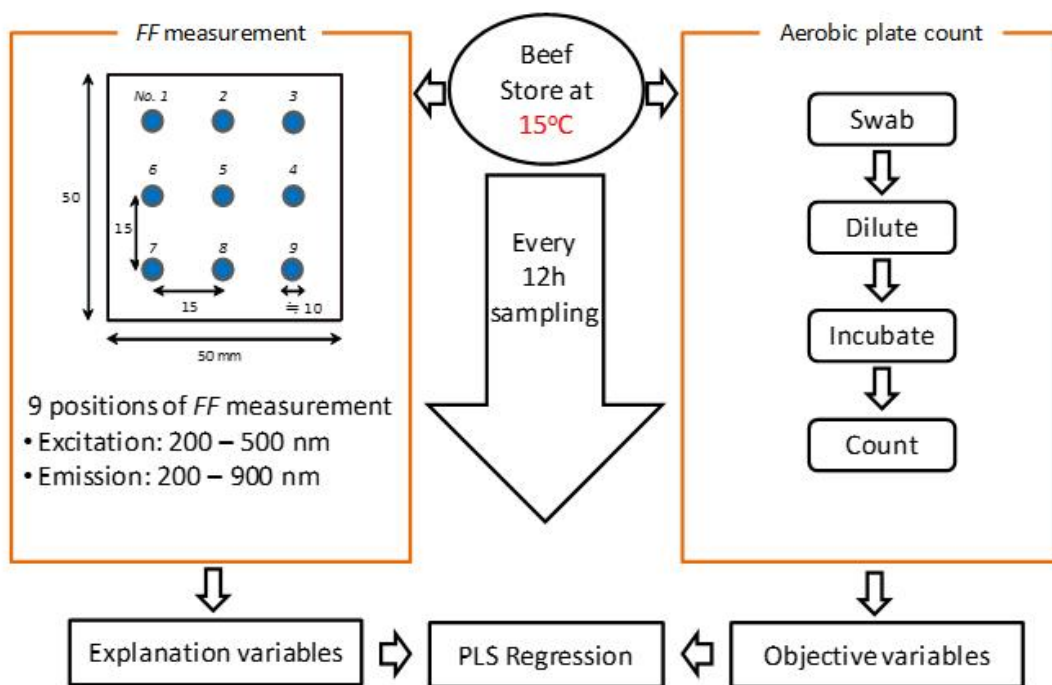 FF measurement
No. 1 2 3
6 5 4
7 8 9
50
15
15
≒ 10
50 mm
9 positions of FF measurement
• Excitation: 200 – 500 nm
• Emission: 200 – 900 nm
Beef
Store at
15°C
Every
12h
sampling
Aerobic plate count
Swab
Dilute
Incubate
Count
Explanation variables
PLS Regression
Objective variables